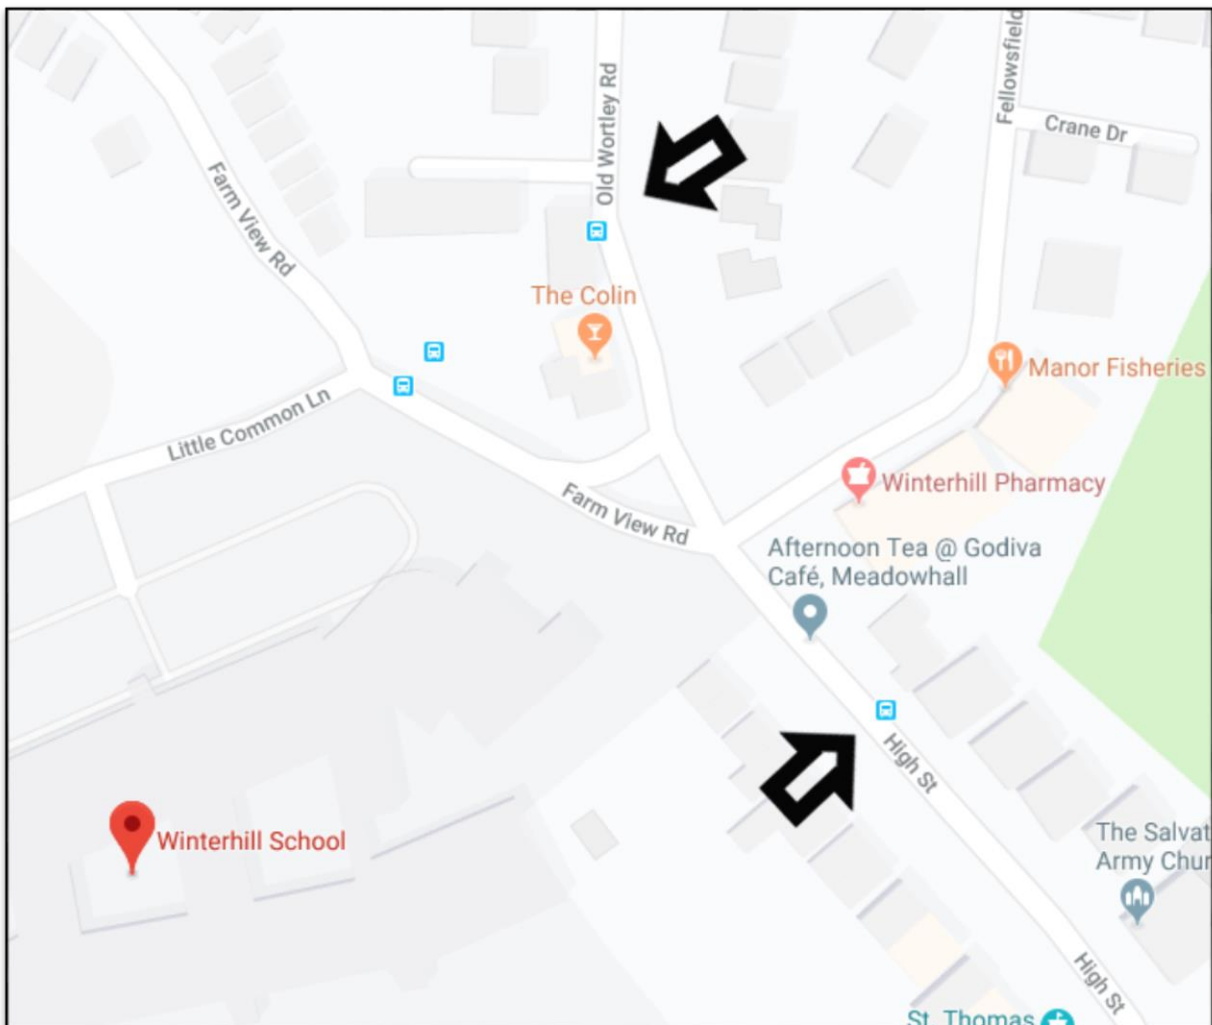 Fellowsfield
Old Wortley Rd
Crane Dr
Farm View Rd
The Colin
Manor Fisheries
Little Common Ln
Winterhill Pharmacy
Farm View Rd
Afternoon Tea @ Godiva
Café, Meadowhall
High St
Winterhill School
The Salvat
Army Chur
High St
St. Thomas